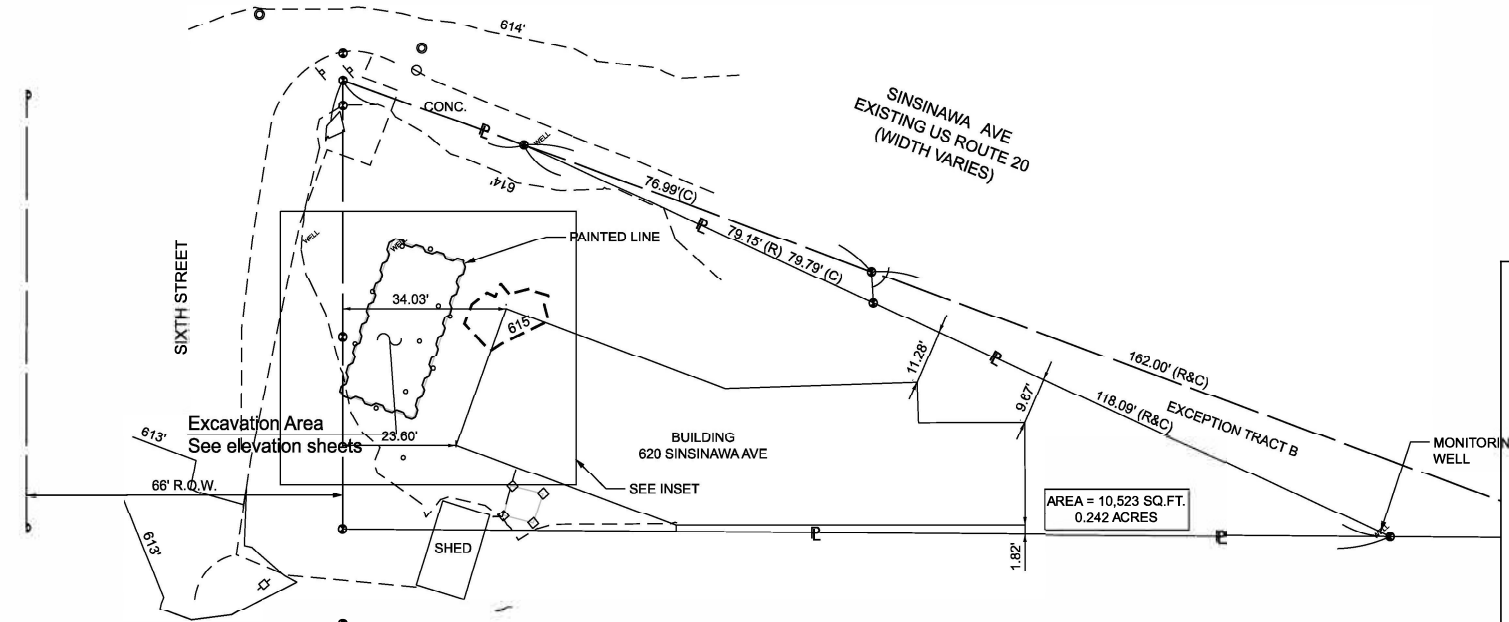 614'
SINSINAWA AVE
EXISTING US ROUTE 20
(WIDTH VARIES)
CONC.
WELL
614'
76.99'(C)
79.15' (R) 79.79' (C)
WELL
WELL
PAINTED LINE
SIXTH STREET
34.03'
615'
11.28'
9.67'
162.00' (R&C)
118.09' (R&C)
EXCEPTION TRACT B
Excavation Area
See elevation sheets
23.60'
BUILDING
620 SINSINAWA AVE
613'
66' R.O.W.
SEE INSET
AREA = 10,523 SQ.FT.
0.242 ACRES
MONITORIN
WELL
613'
SHED
1.82'